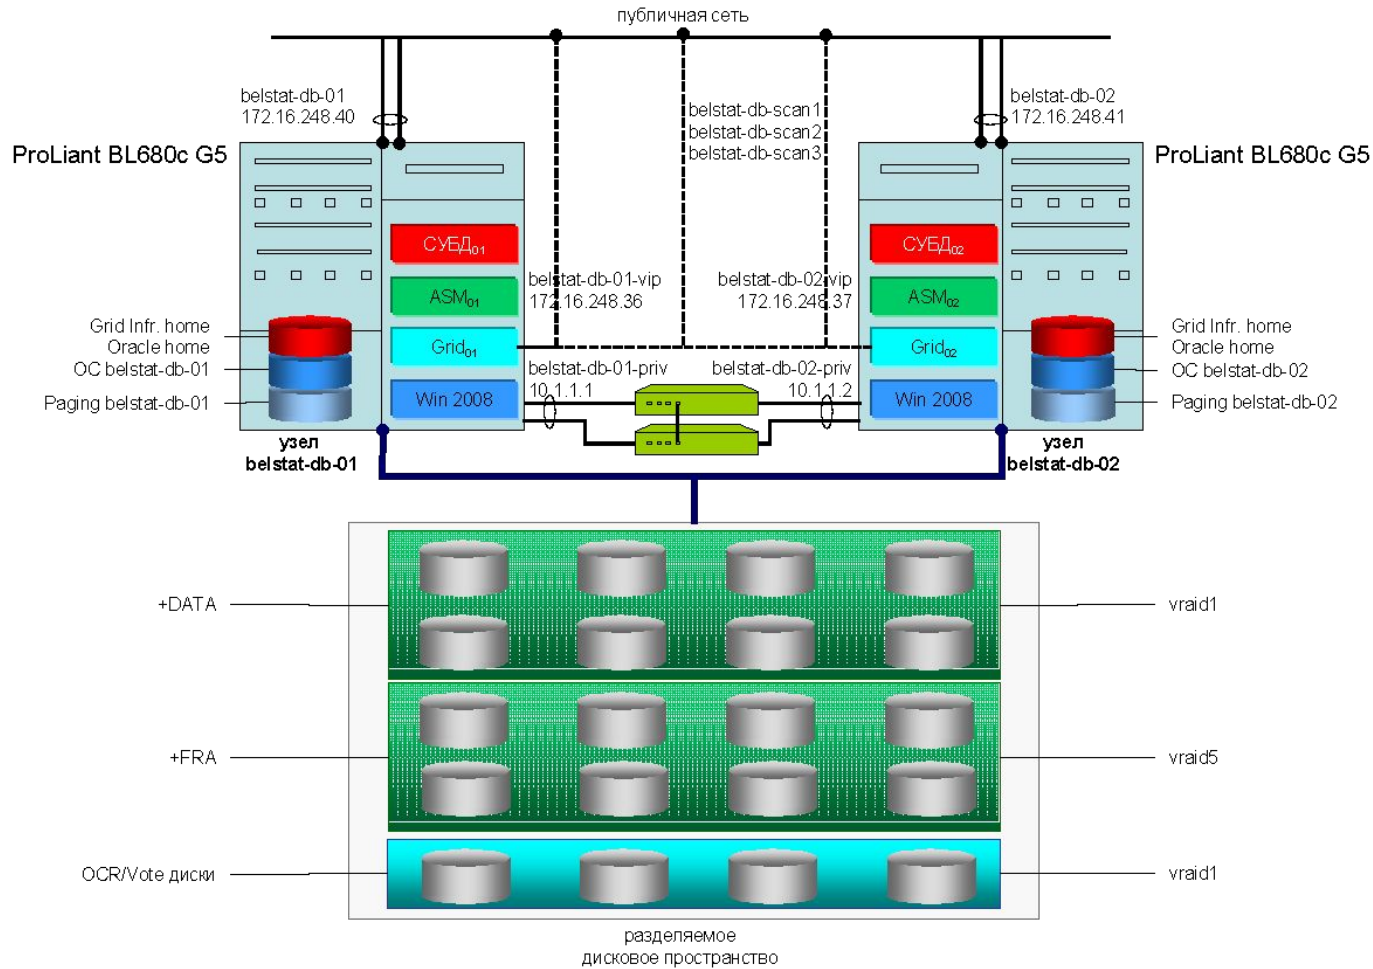 публичная сеть
belstat-db-01
172.16.248.40
belstat-db-scan1
belstat-db-scan2
belstat-db-scan3
belstat-db-02
172.16.248.41
ProLiant BL680c G5
ProLiant BL680c G5
СУБД01
СУБД02
belstat-db-01-vip
172.16.248.36
belstat-db-02-vip
172.16.248.37
ASM01
ASM02
Grid Infr. home
Oracle home
OC belstat-db-01
Paging belstat-db-01
Grid01
Grid02
Grid Infr. home
Oracle home
OC belstat-db-02
Paging belstat-db-02
belstat-db-01-priv
10.1.1.1
belstat-db-02-priv
10.1.1.2
Win 2008
Win 2008
узел
belstat-db-01
узел
belstat-db-02
+DATA
vraid1
+FRA
vraid5
OCR/Vote диски
vraid1
разделяемое
дисковое пространство